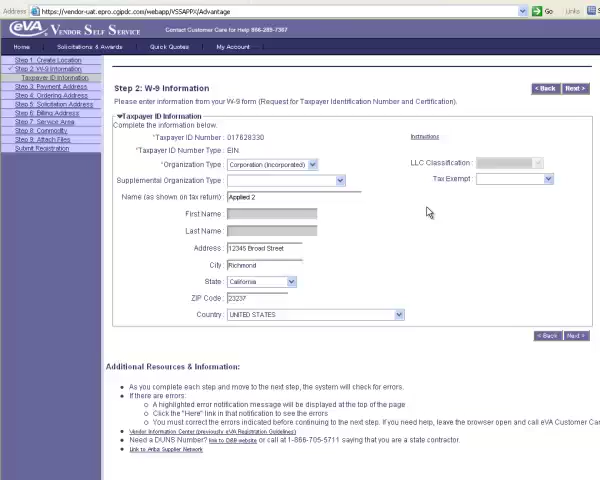 Address https://vendor-uat.epro.cgipdc.com/webapp/VSSAPPX/Advantage Go Links
eVA VENDOR SELF SERVICE Contact Customer Care for Help 866-289-7367
Home Solicitations & Awards Quick Quotes My Account
Step 1: Create Location
Step 2: W-9 Information
Taxpayer ID Information
Step 3: Payment Address
Step 4: Ordering Address
Step 5: Solicitation Address
Step 6: Billing Address
Step 7: Service Area
Step 8: Commodity
Step 9: Attach Files
Submit Registration
Step 2: W-9 Information
< Back Next >
Please enter information from your W-9 form (Request for Taxpayer Identification Number and Certification).
Taxpayer ID Information
Complete the information below.
*Taxpayer ID Number : 017628330 Instructions
*Taxpayer ID Number Type : EIN
*Organization Type : Corporation (Incorporated) LLC Classification :
Supplemental Organization Type : Tax Exempt :
Name (as shown on tax return) : Applied 2
First Name :
Last Name :
Address : 12345 Broad Street
City : Richmond
State : California
ZIP Code : 23237
Country : UNITED STATES
< Back Next >
Additional Resources & Information:
As you complete each step and move to the next step, the system will check for errors.
If there are errors:
A highlighted error notification message will be displayed at the top of the page
Click the "Here" link in that notification to see the errors
You must correct the errors indicated before continuing to the next step. If you need help, leave the browser open and call eVA Customer Car
Vendor Information Center (previously eVA Registration Guidelines)
Need a DUNS Number? link to D&B website or call at 1-866-705-5711 saying that you are a state contractor.
Link to Ariba Supplier Network